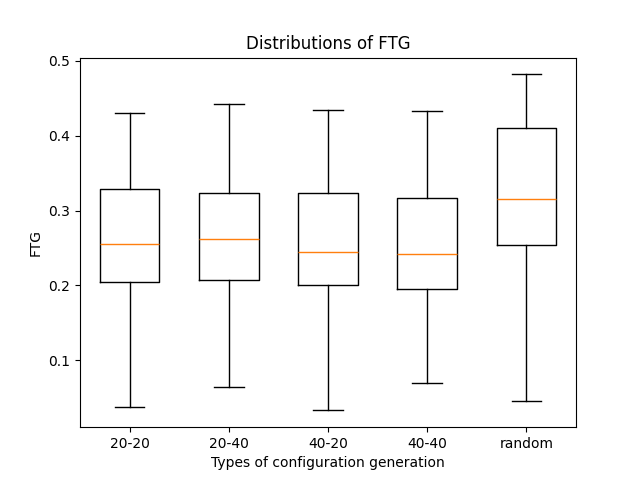 Distributions of FTG
0.5
0.4
0.3
0.2
0.1
FTG
20-20 20-40 40-20 40-40 random
Types of configuration generation